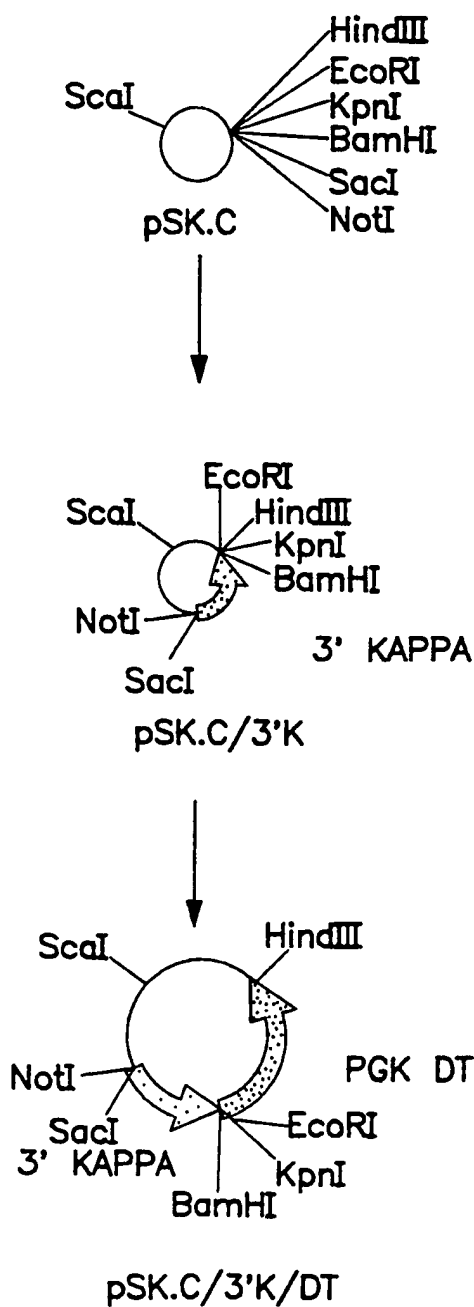 HindIII
EcoRI
ScaI
KpnI
BamHI
SacI
NotI
pSK.C
EcoRI
ScaI
HindIII
KpnI
BamHI
NotI
3' KAPPA
SacI
pSK.C/3'K
HindIII
ScaI
NotI
PGK DT
SacI
EcoRI
3' KAPPA
KpnI
BamHI
pSK.C/3'K/DT